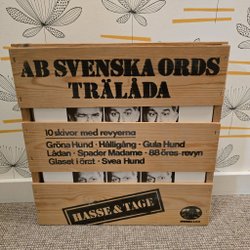 AB SVENSKA ORDS
TRÄLÅDA
10 skivor med revyerna
Gröna Hund · Hålligång · Gula Hund
Lådan · Spader Madame · 88-öres-revyn
Glaset i örat · Svea Hund
HASSE & TAGE